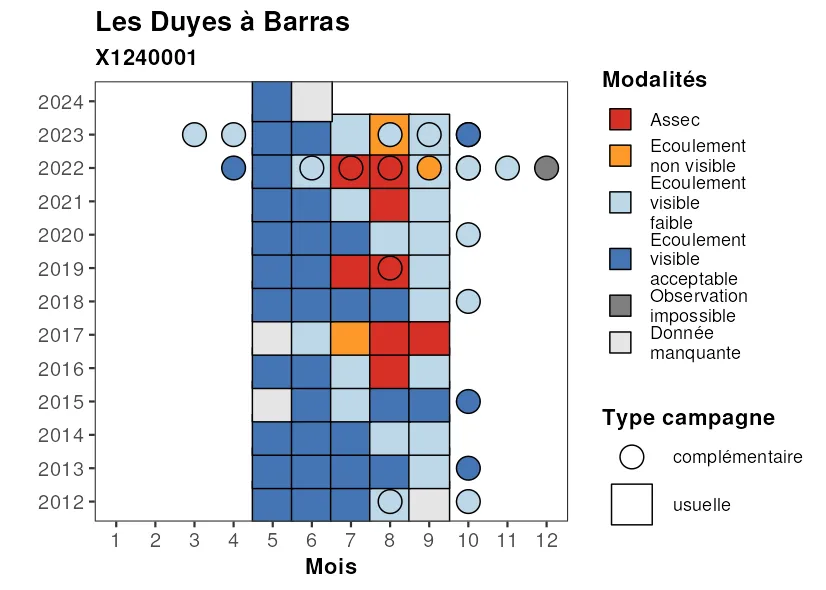 Les Duyes à Barras
X1240001
2024
2023
2022
2021
2020
2019
2018
2017
2016
2015
2014
2013
2012
1 2 3 4 5 6 7 8 9 10 11 12
Mois
Modalités
Assec
Ecoulement
non visible
Ecoulement
visible
faible
Ecoulement
visible
acceptable
Observation
impossible
Donnée
manquante
Type campagne
complémentaire
usuelle